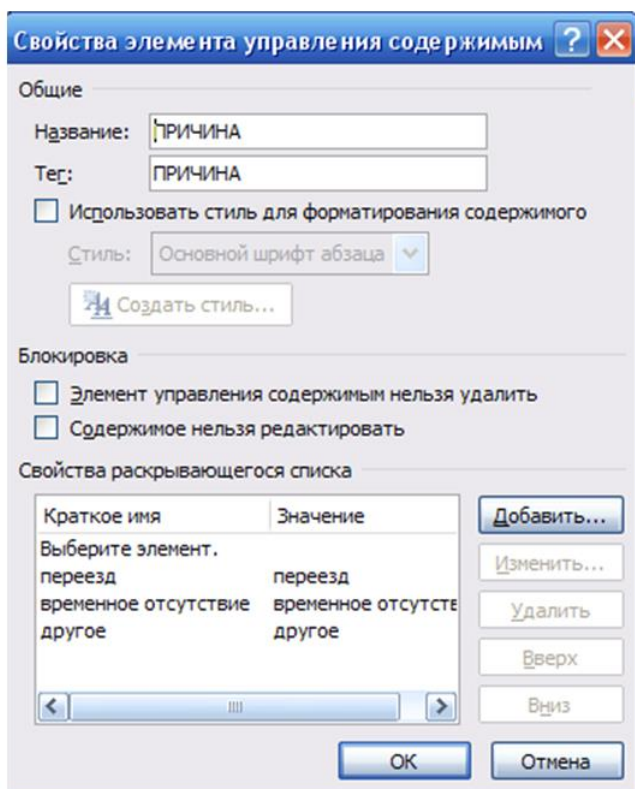 Свойства элемента управления содержимым
Общие
Название: ПРИЧИНА
Тег: ПРИЧИНА
Использовать стиль для форматирования содержимого
Стиль: Основной шрифт абзаца
Создать стиль...
Блокировка
Элемент управления содержимым нельзя удалить
Содержимое нельзя редактировать
Свойства раскрывающегося списка
Краткое имя Значение Добавить...
Выберите элемент.
переезд переезд Изменить...
временное отсутствие временное отсутств Удалить
другое другое
Вверх
Вниз
ОК Отмена